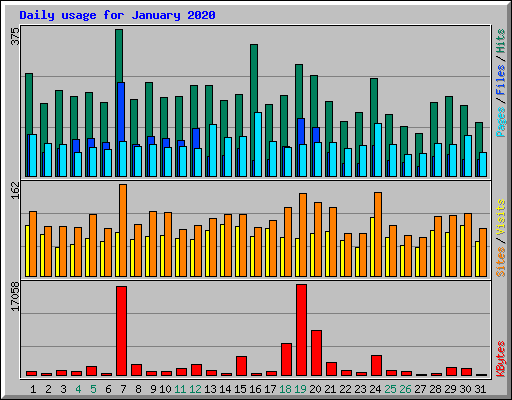 Daily usage for January 2020
375
Pages / Files / Hits
162
Sites / Visits
17058
KBytes
1 2 3 4 5 6 7 8 9 10 11 12 13 14 15 16 17 18 19 20 21 22 23 24 25 26 27 28 29 30 31